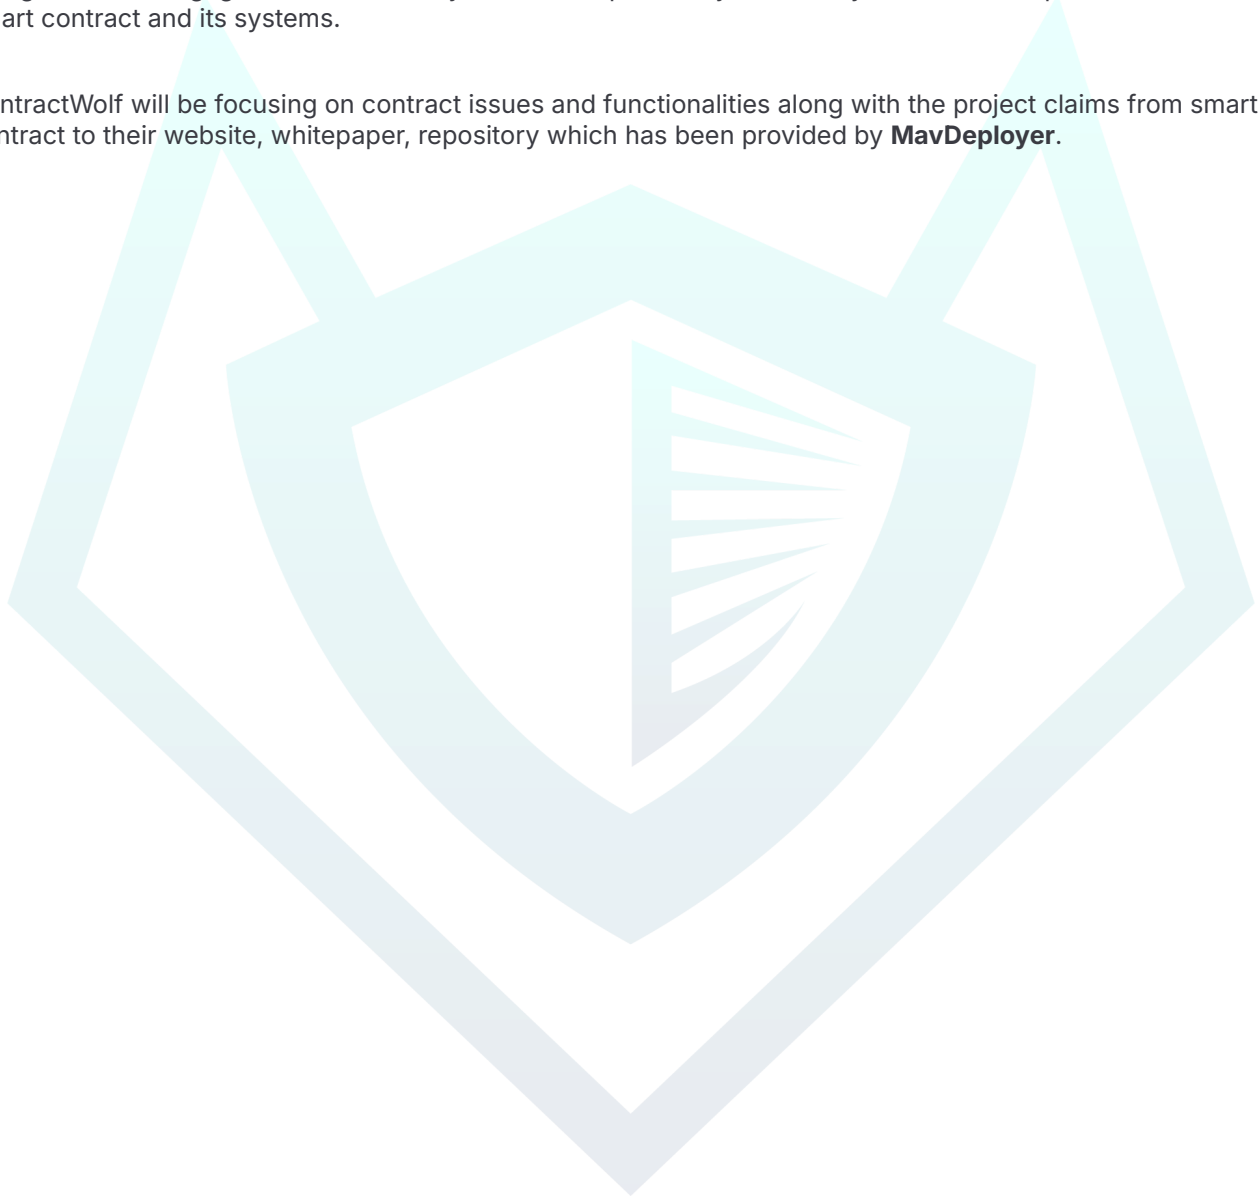 art contract and its systems.
ntractWolf will be focusing on contract issues and functionalities along with the project claims from smart
ntract to their website, whitepaper, repository which has been provided by MavDeployer.